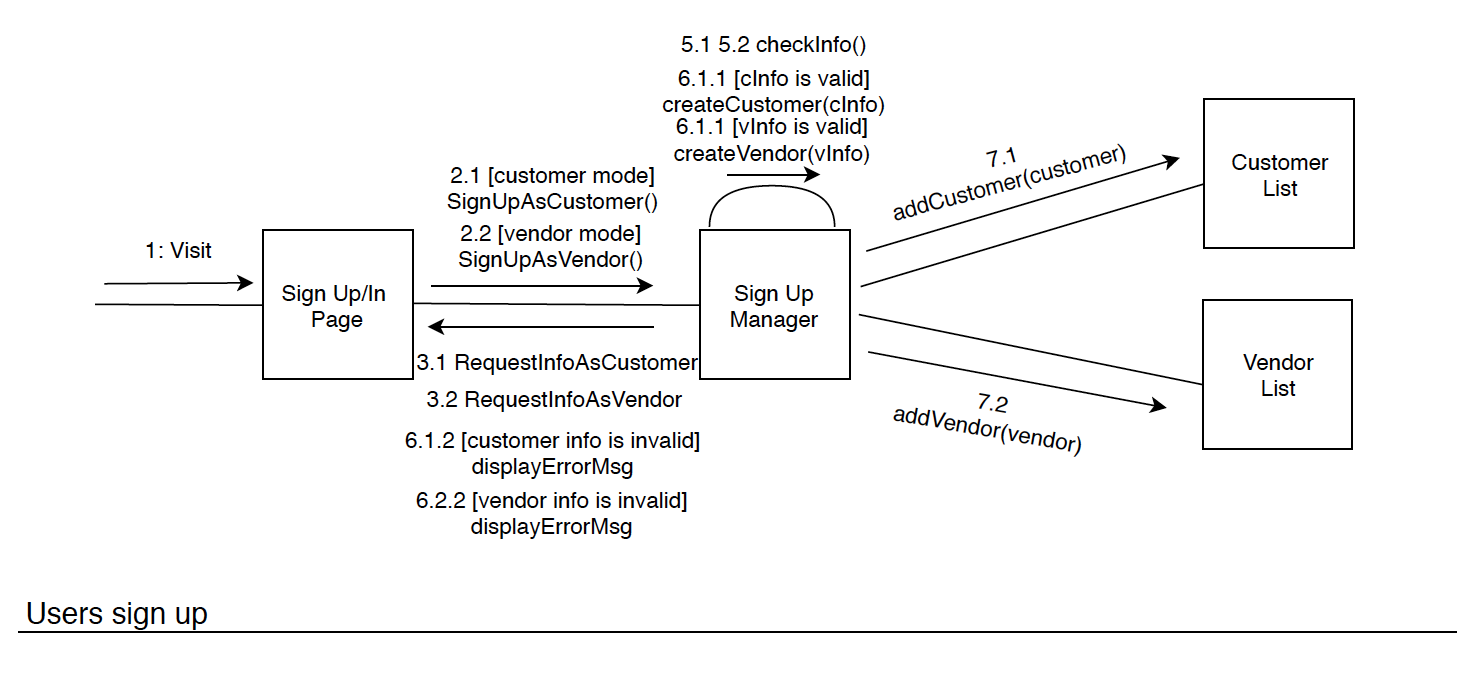 5.1 5.2 checkInfo()
6.1.1 [cInfo is valid]
createCustomer(cInfo)
6.1.1 [vInfo is valid]
createVendor(vInfo)
2.1 [customer mode]
SignUpAsCustomer()
2.2 [vendor mode]
SignUpAsVendor()
1: Visit
Sign Up/In
Page
Sign Up
Manager
7.1
addCustomer(customer)
Customer
List
3.1 RequestInfoAsCustomer
3.2 RequestInfoAsVendor
6.1.2 [customer info is invalid]
displayErrorMsg
6.2.2 [vendor info is invalid]
displayErrorMsg
7.2
addVendor(vendor)
Vendor
List
Users sign up